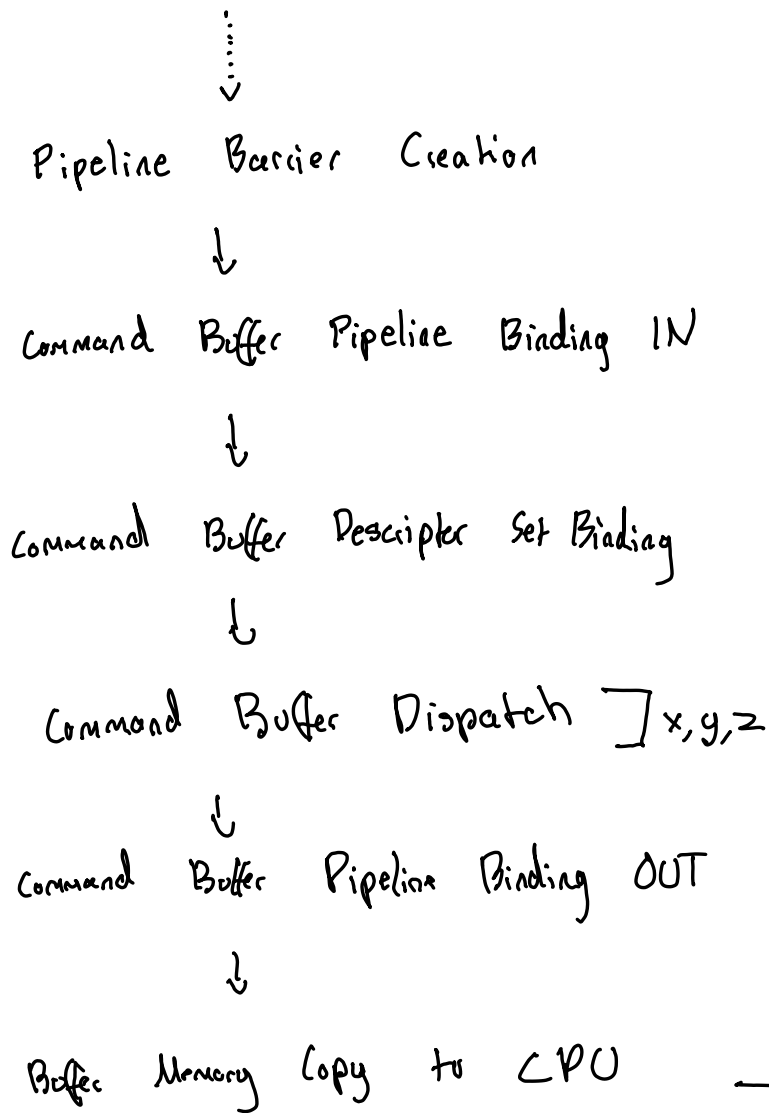 Pipeline Barrier Creation
Command Buffer Pipeline Binding IN
Command Buffer Descripter Set Binding
Command Buffer Dispatch ] x,y,z
Command Buffer Pipeline Binding OUT
Buffer Memory Copy to CPU